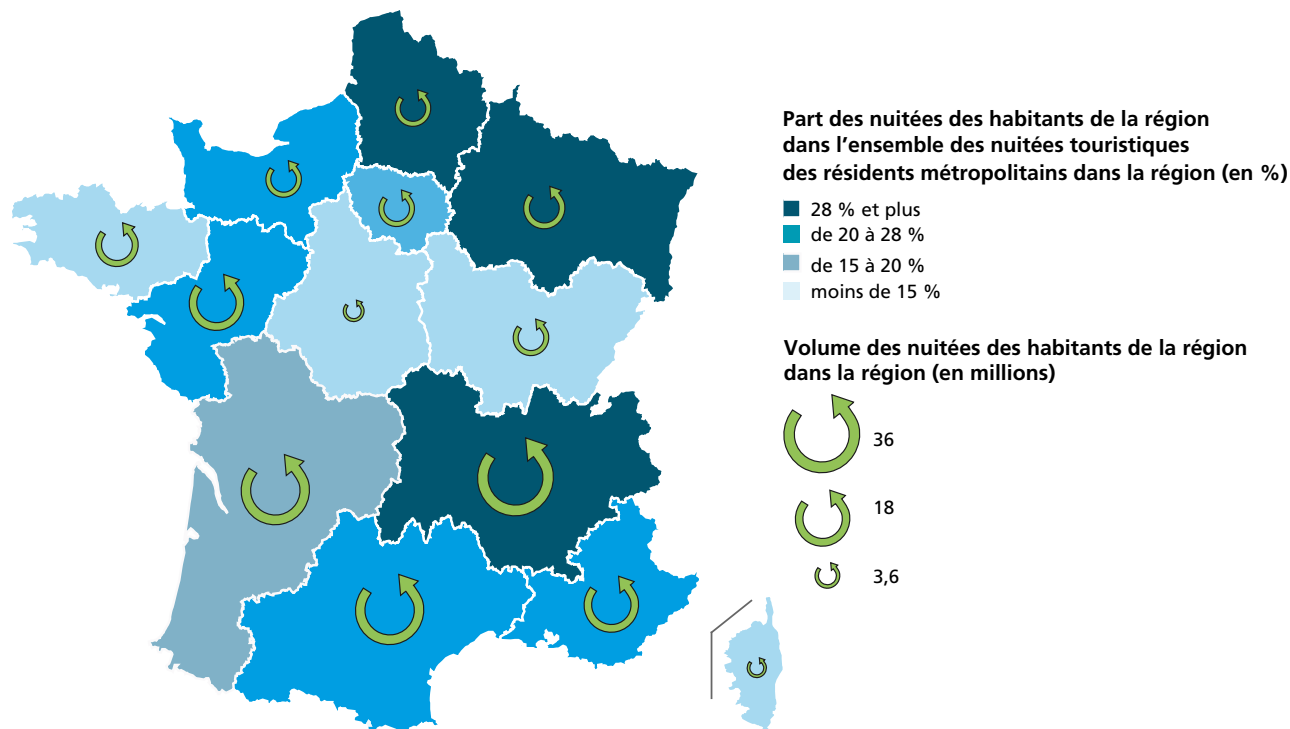 Part des nuitées des habitants de la région
dans l'ensemble des nuitées touristiques
des résidents métropolitains dans la région (en %)
28 % et plus
de 20 à 28 %
de 15 à 20 %
moins de 15 %
Volume des nuitées des habitants de la région
dans la région (en millions)
36
18
3,6